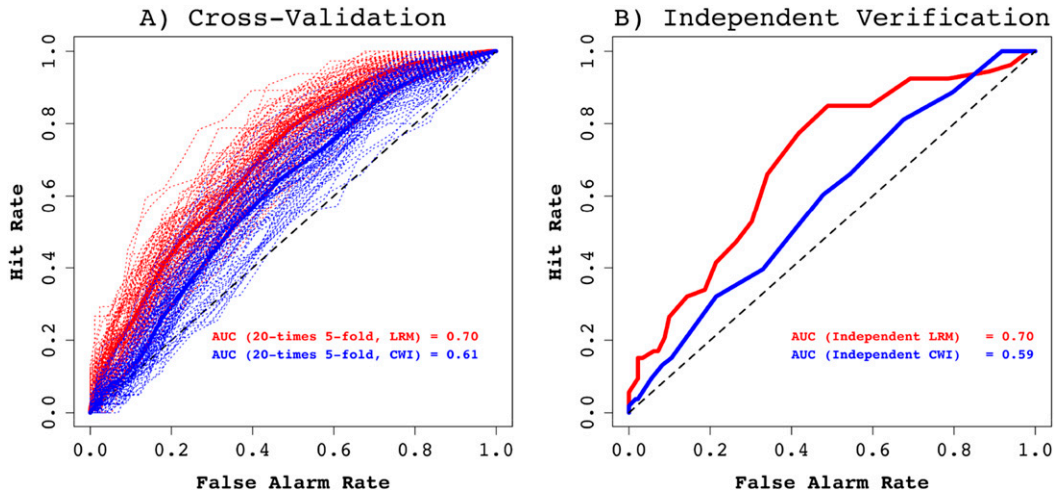 A) Cross-Validation
Hit Rate
1.0
0.8
0.6
0.4
0.2
0.0
AUC (20-times 5-fold, LRM) = 0.70
AUC (20-times 5-fold, CWI) = 0.61
0.0 0.2 0.4 0.6 0.8 1.0
False Alarm Rate
B) Independent Verification
Hit Rate
1.0
0.8
0.6
0.4
0.2
0.0
AUC (Independent LRM) = 0.70
AUC (Independent CWI) = 0.59
0.0 0.2 0.4 0.6 0.8 1.0
False Alarm Rate